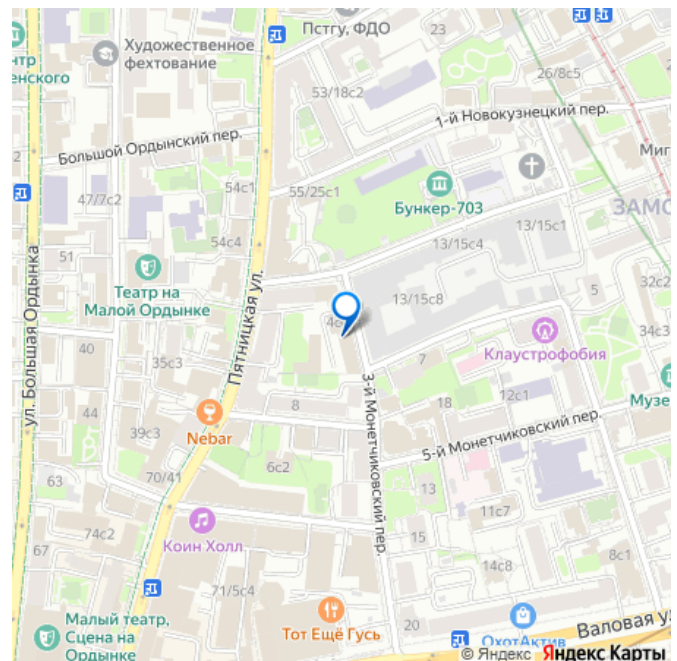 Пстгу, ФДО
23
Художественное
фехтование
26/8с5
53/18с2
1-й Новокузнецкий пер.
Большой Ордынский пер.
47/7с2
54с1
55/25с1
Бункер-703
54с4
13/15с1
13/15с4
51
ул. Большая Ордынка
Театр на
Малой Ордынке
Пятницкая ул.
13/15с8
5
32с2
34с3
40
35с3
7
Клаустрофобия
44
39с3
Nebar
8
3-й Монетчиковский пер.
18
12с1
5-й Монетчиковский пер.
63
70/41
6с2
13
11с7
74с2
Коин Холл
15
67
71/5с4
14с8
8с1
Малый театр,
Сцена на
Ордынке
Тот Ещё Гусь
20
ОхотАктив
Валовая у
© Яндекс Яндекс Карты